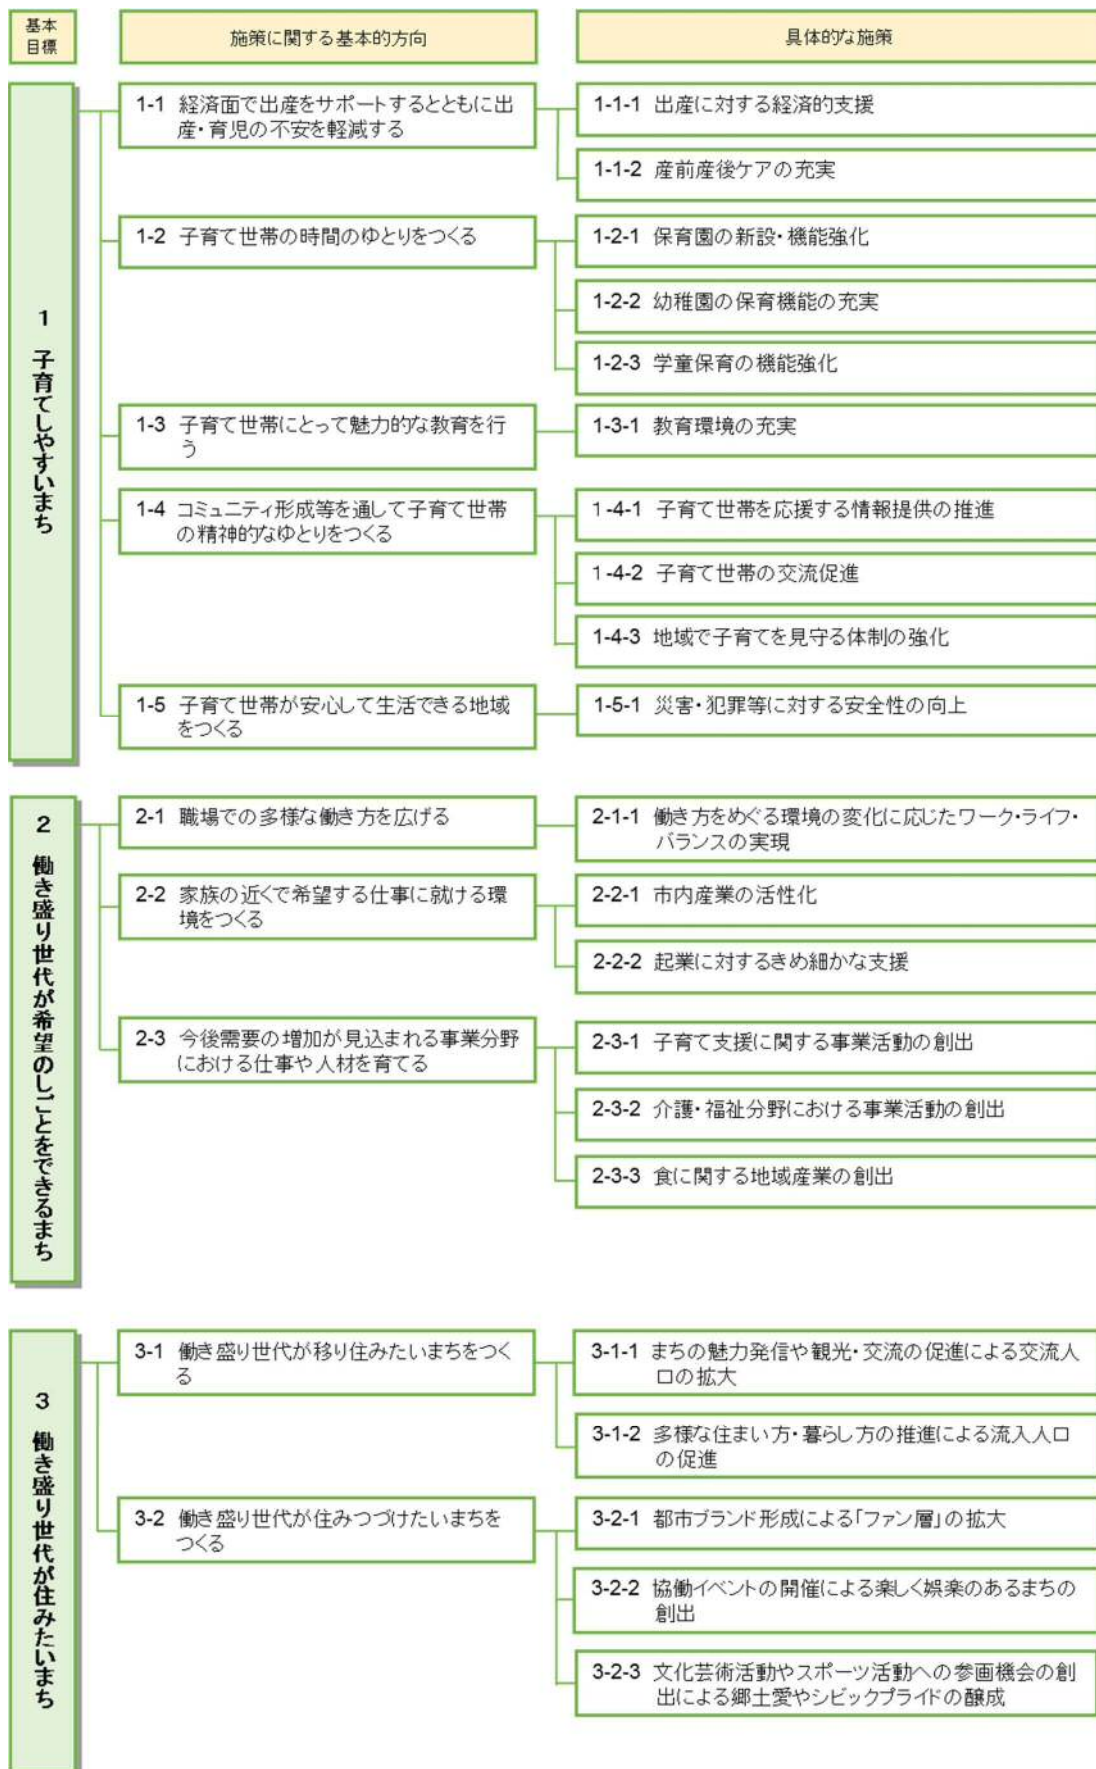 基本
目標
施策に関する基本的方向
具体的な施策
1 子育てしやすいまち
1-1 経済面で出産をサポートするとともに出
産・育児の不安を軽減する
1-1-1 出産に対する経済的支援
1-1-2 産前産後ケアの充実
1-2 子育て世帯の時間のゆとりをつくる
1-2-1 保育園の新設・機能強化
1-2-2 幼稚園の保育機能の充実
1-2-3 学童保育の機能強化
1-3 子育て世帯にとって魅力的な教育を行
う
1-3-1 教育環境の充実
1-4 コミュニティ形成等を通して子育て世帯
の精神的なゆとりをつくる
1-4-1 子育て世帯を応援する情報提供の推進
1-4-2 子育て世帯の交流促進
1-4-3 地域で子育てを見守る体制の強化
1-5 子育て世帯が安心して生活できる地域
をつくる
1-5-1 災害・犯罪等に対する安全性の向上
2 働き盛り世代が希望のしごとをできるまち
2-1 職場での多様な働き方を広げる
2-1-1 働き方をめぐる環境の変化に応じたワーク・ライフ・
バランスの実現
2-2 家族の近くで希望する仕事に就ける環
境をつくる
2-2-1 市内産業の活性化
2-2-2 起業に対するきめ細かな支援
2-3 今後需要の増加が見込まれる事業分野
における仕事や人材を育てる
2-3-1 子育て支援に関する事業活動の創出
2-3-2 介護・福祉分野における事業活動の創出
2-3-3 食に関する地域産業の創出
3 働き盛り世代が住みたいまち
3-1 働き盛り世代が移り住みたいまちをつく
る
3-1-1 まちの魅力発信や観光・交流の促進による交流人
口の拡大
3-1-2 多様な住まい方・暮らし方の推進による流入人口
の促進
3-2 働き盛り世代が住みつづけたいまちを
つくる
3-2-1 都市ブランド形成による「ファン層」の拡大
3-2-2 協働イベントの開催による楽しく娯楽のあるまちの
創出
3-2-3 文化芸術活動やスポーツ活動への参画機会の創
出による郷土愛やシビックプライドの醸成